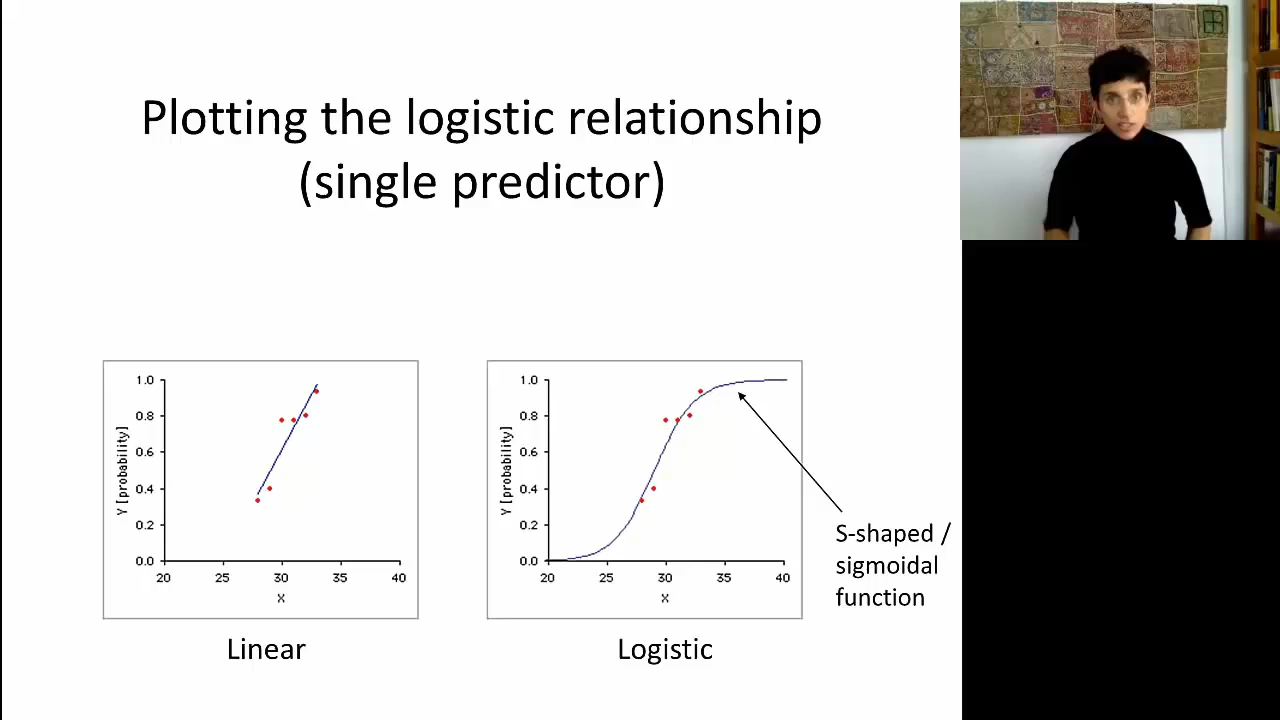 Plotting the logistic relationship
(single predictor)
1.0
0.8
0.6
0.4
0.2
0.0
Y [probability]
20 25 30 35 40
X
Linear
1.0
0.8
0.6
0.4
0.2
0.0
Y [probability]
20 25 30 35 40
X
Logistic
S-shaped /
sigmoidal
function